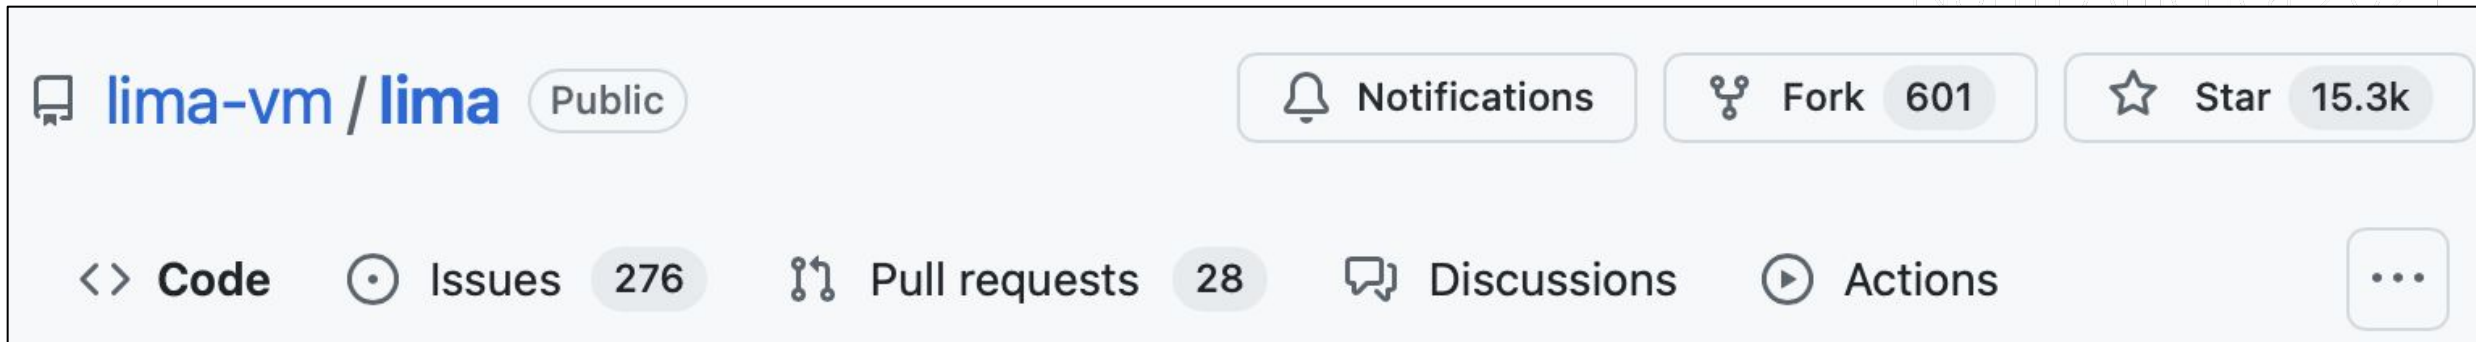 lima-vm / lima Public Notifications Fork 601 Star 15.3k
Code Issues 276 Pull requests 28 Discussions Actions ...